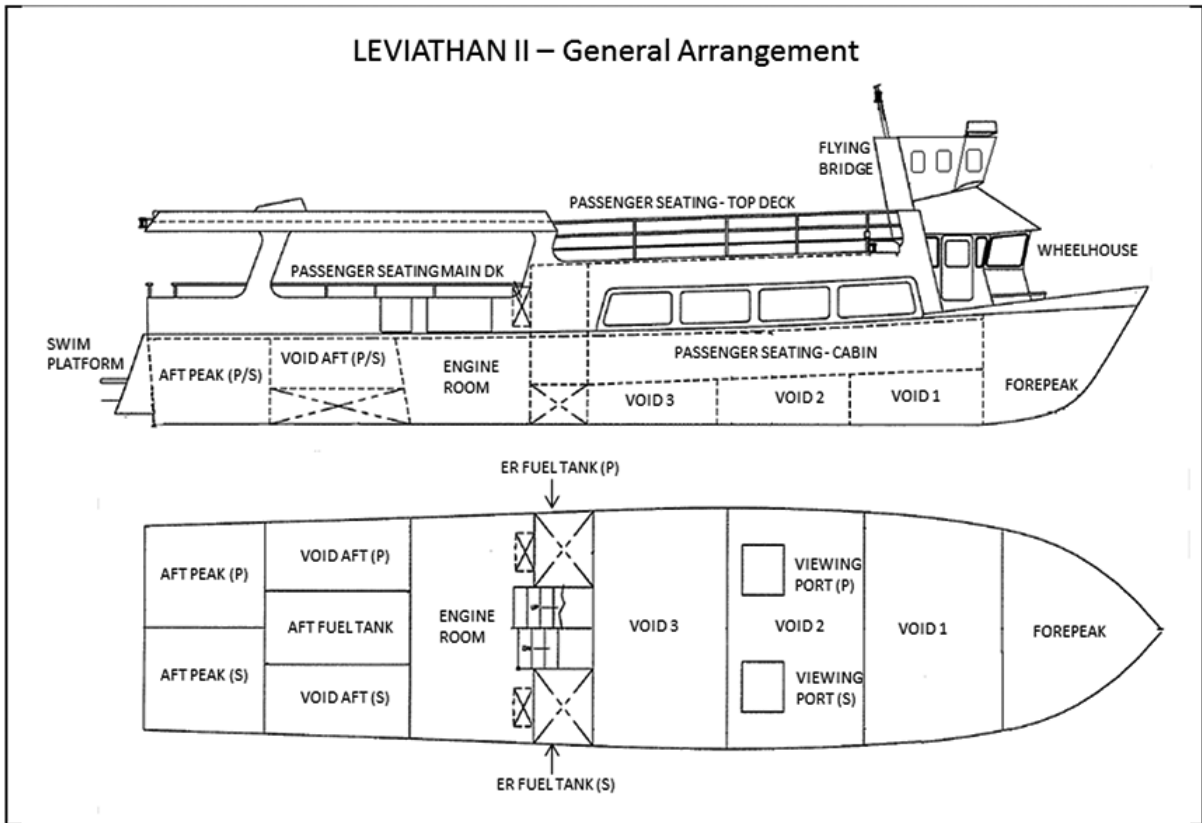 LEVIATHAN II – General Arrangement
FLYING
BRIDGE
PASSENGER SEATING - TOP DECK
WHEELHOUSE
PASSENGER SEATING MAIN DK
SWIM
PLATFORM
AFT PEAK (P/S)
VOID AFT (P/S)
ENGINE
ROOM
PASSENGER SEATING - CABIN
VOID 3
VOID 2
VOID 1
FOREPEAK
ER FUEL TANK (P)
AFT PEAK (P)
VOID AFT (P)
AFT FUEL TANK
AFT PEAK (S)
VOID AFT (S)
ENGINE
ROOM
VOID 3
VIEWING
PORT (P)
VOID 2
VIEWING
PORT (S)
VOID 1
FOREPEAK
ER FUEL TANK (S)